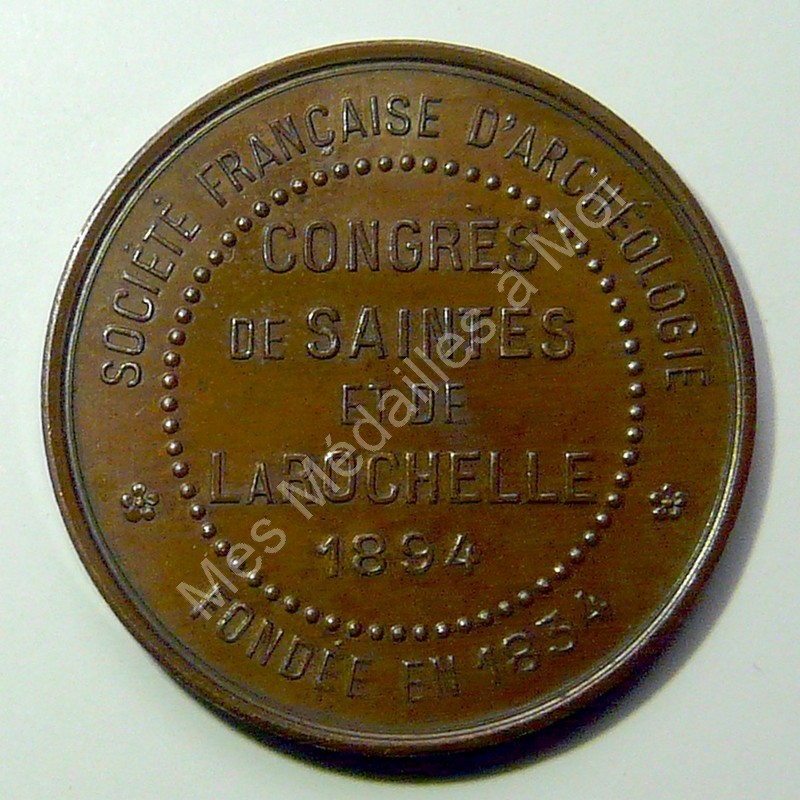 SOCIÉTÉ FRANÇAISE D'ARCHÉOLOGIE
CONGRÈS
DE SAINTES
ET DE
LA ROCHELLE
1894
FONDÉE EN 1834
Mes Médailles à Moi